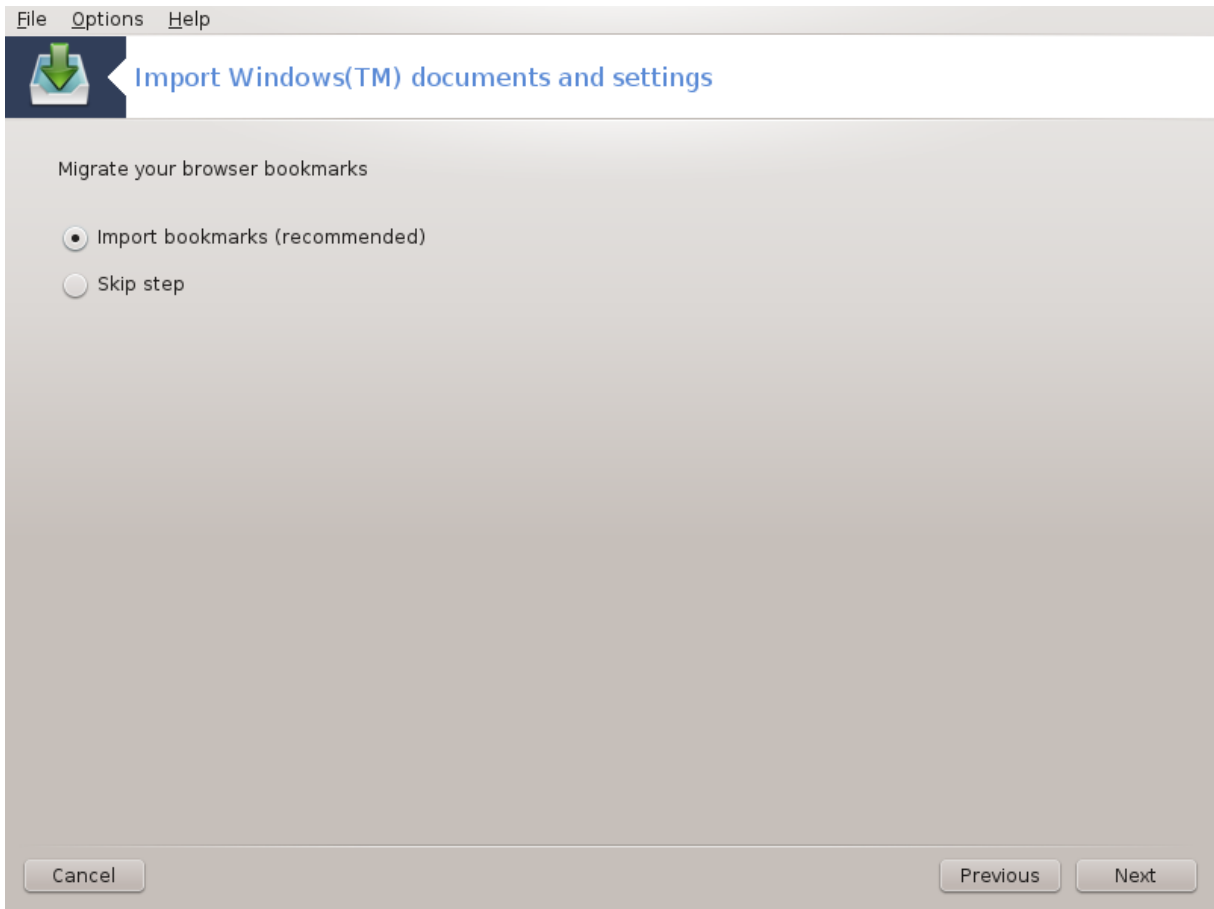 File Options Help
Import Windows(TM) documents and settings
Migrate your browser bookmarks
Import bookmarks (recommended)
Skip step
Cancel Previous Next